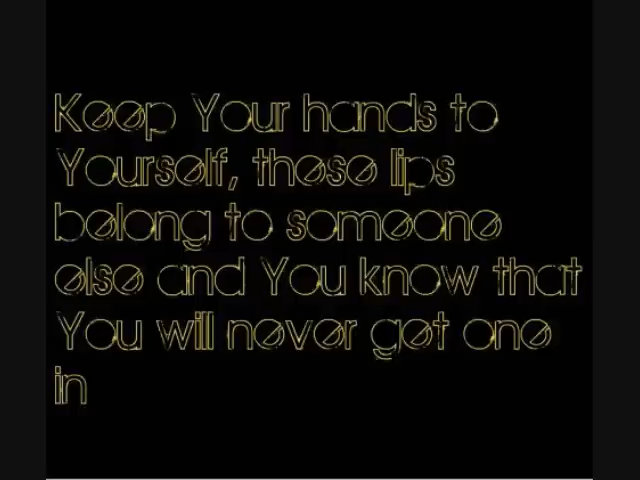 Keep Your hands to
Yourself, these lips
belong to someone
else and You know that
You will never get one
in